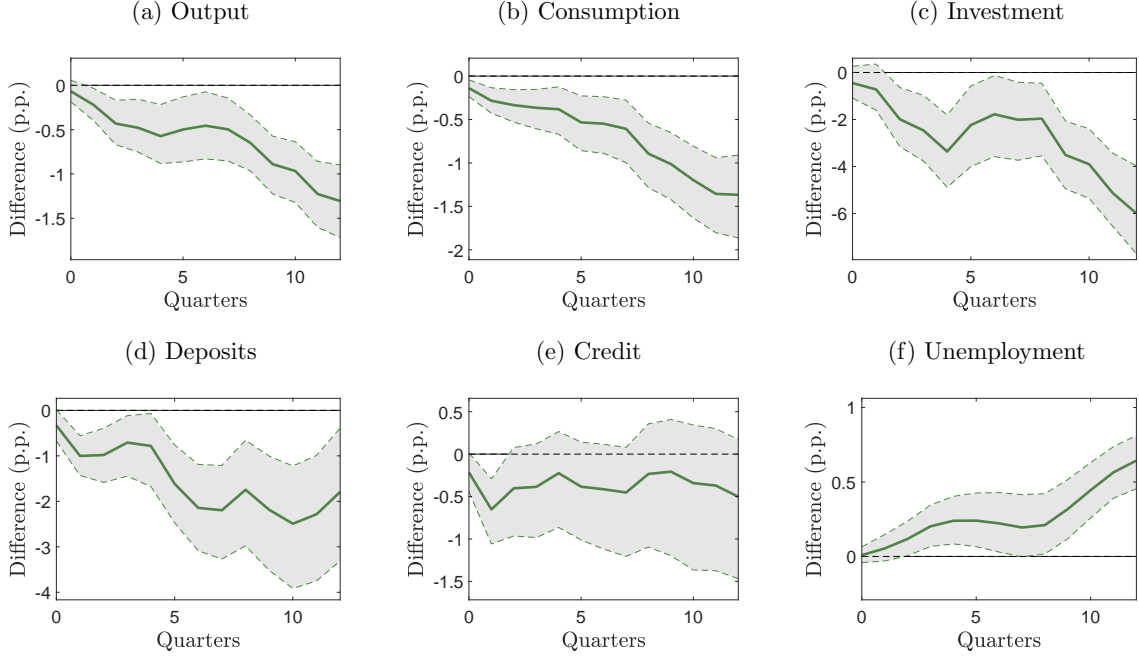 (a) Output
(b) Consumption
(c) Investment
Difference (p.p.)
0
-0.5
-1
-1.5
0
5
10
Quarters
Difference (p.p.)
0
-0.5
-1
-1.5
-2
0
5
10
Quarters
Difference (p.p.)
0
-2
-4
-6
0
5
10
Quarters
(d) Deposits
(e) Credit
(f) Unemployment
Difference (p.p.)
0
-1
-2
-3
-4
0
5
10
Quarters
Difference (p.p.)
0.5
0
-0.5
-1
-1.5
0
5
10
Quarters
Difference (p.p.)
1
0.5
0
0
5
10
Quarters